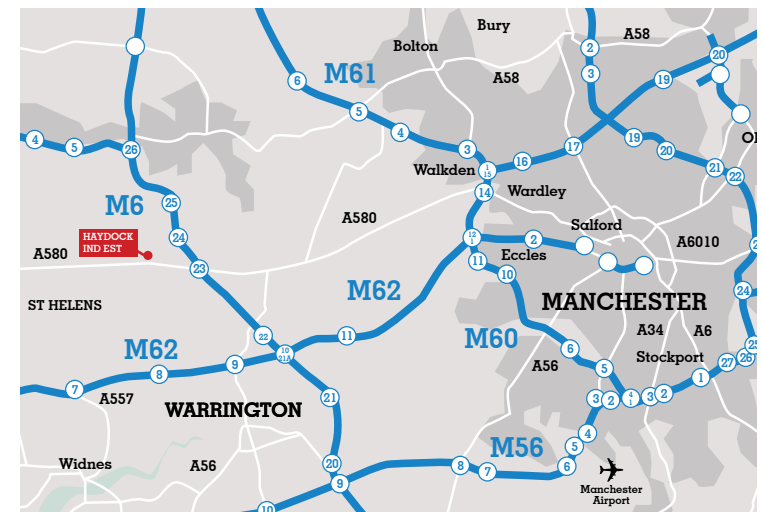 Bury
Bolton
A58
2
20
M61
3
19
6
A58
5
4
4
5
26
3
19
20
17
1
15
16
21
Walkden
22
14
Wardley
M6
25
A580
Salford
24
HAYDOCK
IND EST
12
1
2
A6010
A580
Eccles
11
10
23
M62
24
ST HELENS
MANCHESTER
22
11
M60
A34
A6
M62
10
21A
6
Stockport
9
5
A56
27
26
25
8
1
7
A557
21
3
2
4
1
3
2
WARRINGTON
4
M56
5
Widnes
A56
20
8
7
6
9
Manchester
Airport
10